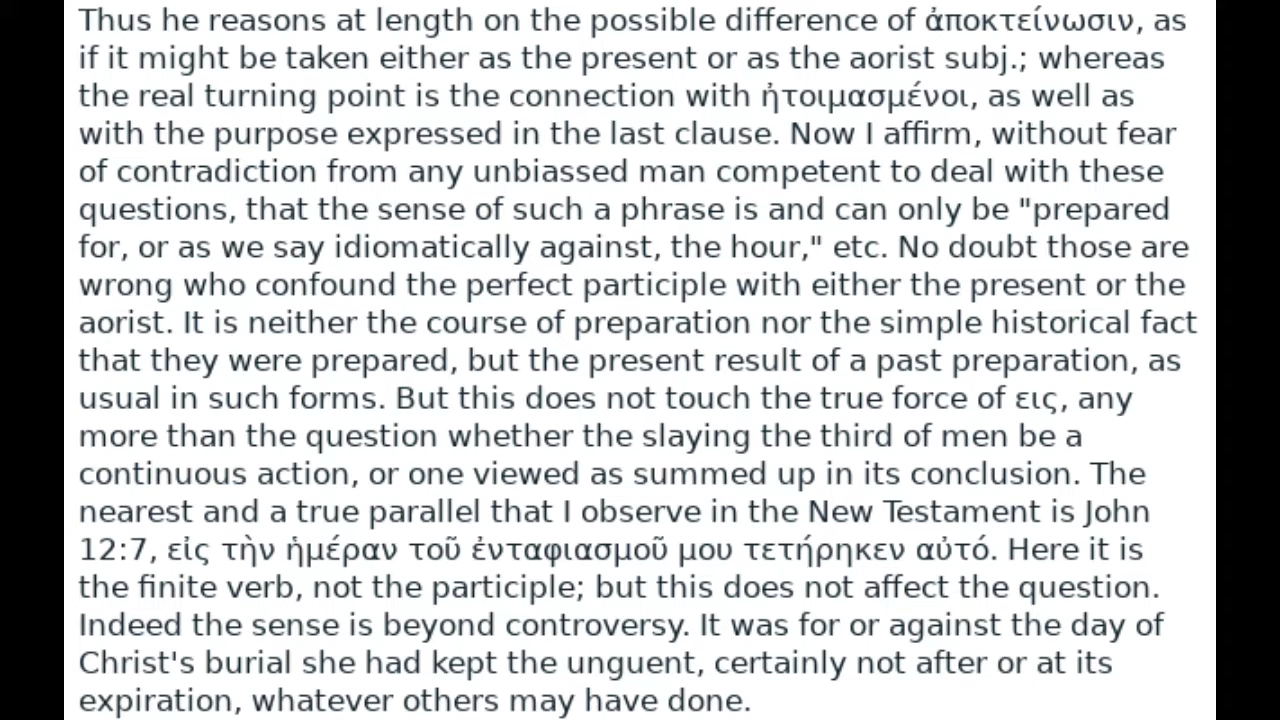 Thus he reasons at length on the possible difference of ἀποκτείνωσιν, as
if it might be taken either as the present or as the aorist subj.; whereas
the real turning point is the connection with ἡτοιμασμένοι, as well as
with the purpose expressed in the last clause. Now I affirm, without fear
of contradiction from any unbiassed man competent to deal with these
questions, that the sense of such a phrase is and can only be "prepared
for, or as we say idiomatically against, the hour," etc. No doubt those are
wrong who confound the perfect participle with either the present or the
aorist. It is neither the course of preparation nor the simple historical fact
that they were prepared, but the present result of a past preparation, as
usual in such forms. But this does not touch the true force of εις, any
more than the question whether the slaying the third of men be a
continuous action, or one viewed as summed up in its conclusion. The
nearest and a true parallel that I observe in the New Testament is John
12:7, εἰς τὴν ἡμέραν τοῦ ἐνταφιασμοῦ μου τετήρηκεν αὐτό. Here it is
the finite verb, not the participle; but this does not affect the question.
Indeed the sense is beyond controversy. It was for or against the day of
Christ's burial she had kept the unguent, certainly not after or at its
expiration, whatever others may have done.